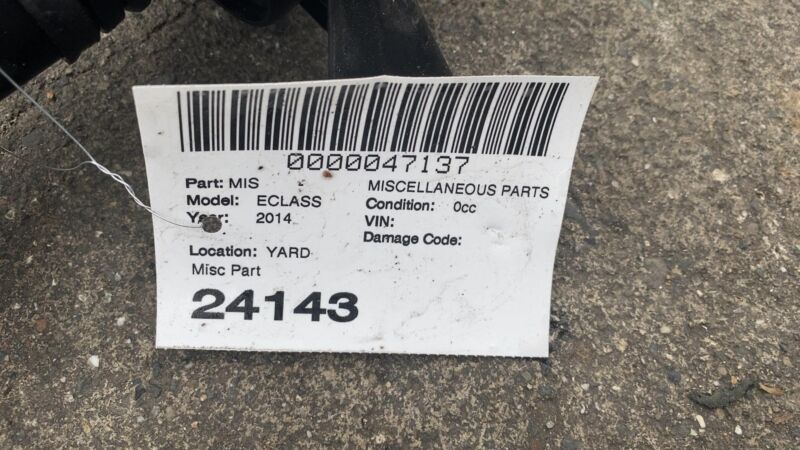 0000047137
Part: MIS MISCELLANEOUS PARTS
Model: ECLASS Condition: 0cc
Year: 2014 VIN:
Damage Code:
Location: YARD
Misc Part
24143